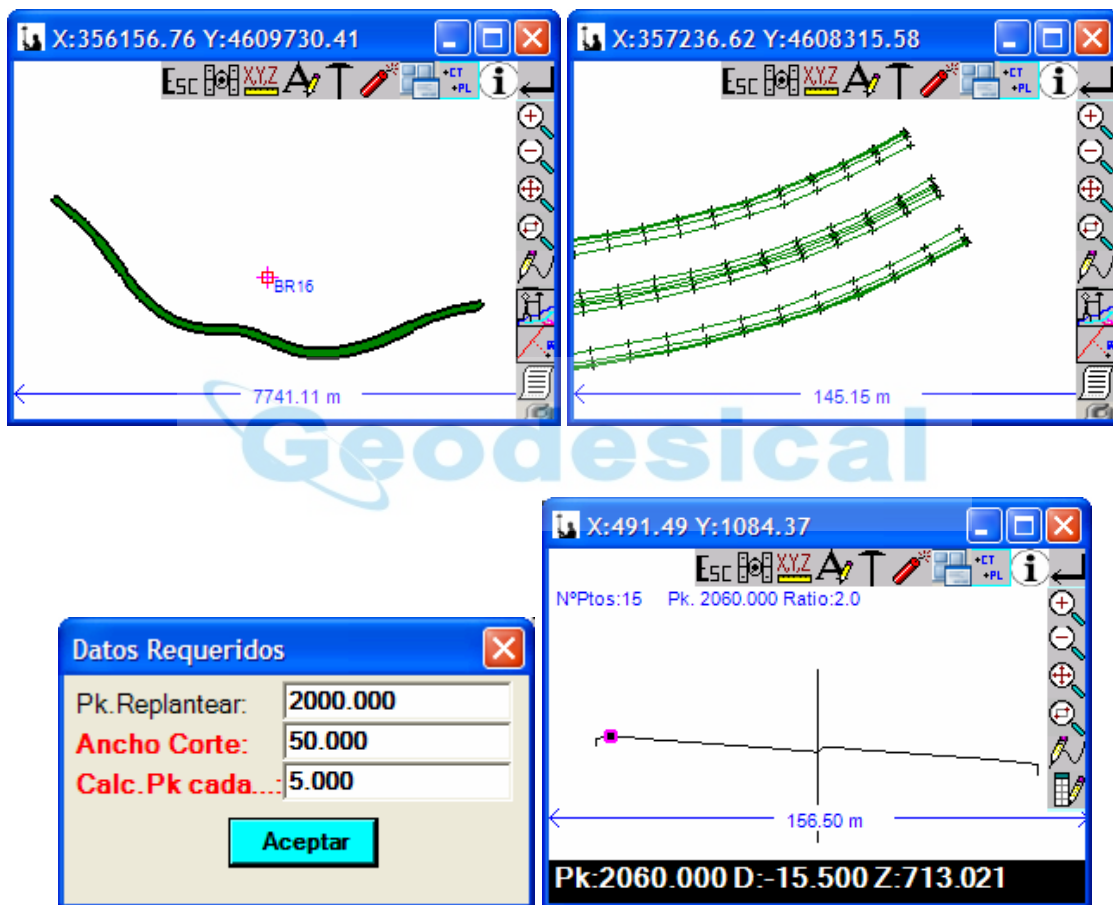 X:356156.76 Y:4609730.41
Esc X,Y,Z A T +CT +PL i
BR16
7741.11 m
X:357236.62 Y:4608315.58
Esc X,Y,Z A T +CT +PL i
145.15 m
Geodesical
Datos Requeridos
Pk.Replantear: 2000.000
Ancho Corte: 50.000
Calc.Pk cada...: 5.000
Aceptar
X:491.49 Y:1084.37
Esc X,Y,Z A T +CT +PL i
NºPtos:15 Pk. 2060.000 Ratio:2.0
156.50 m
Pk:2060.000 D:-15.500 Z:713.021